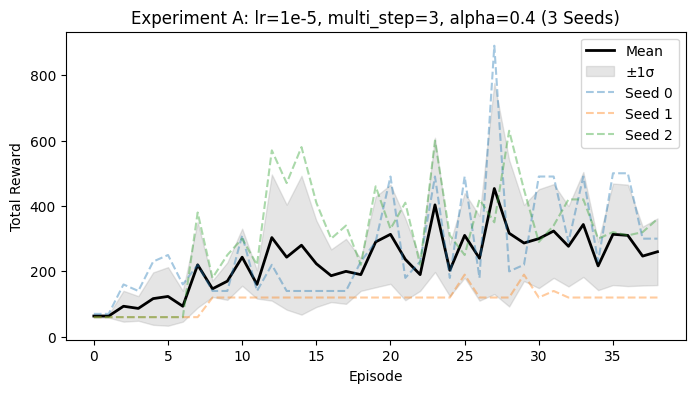 Experiment A: lr=1e-5, multi_step=3, alpha=0.4 (3 Seeds)
Mean
±1σ
Seed 0
Seed 1
Seed 2
Total Reward
800
600
400
200
0
0 5 10 15 20 25 30 35
Episode